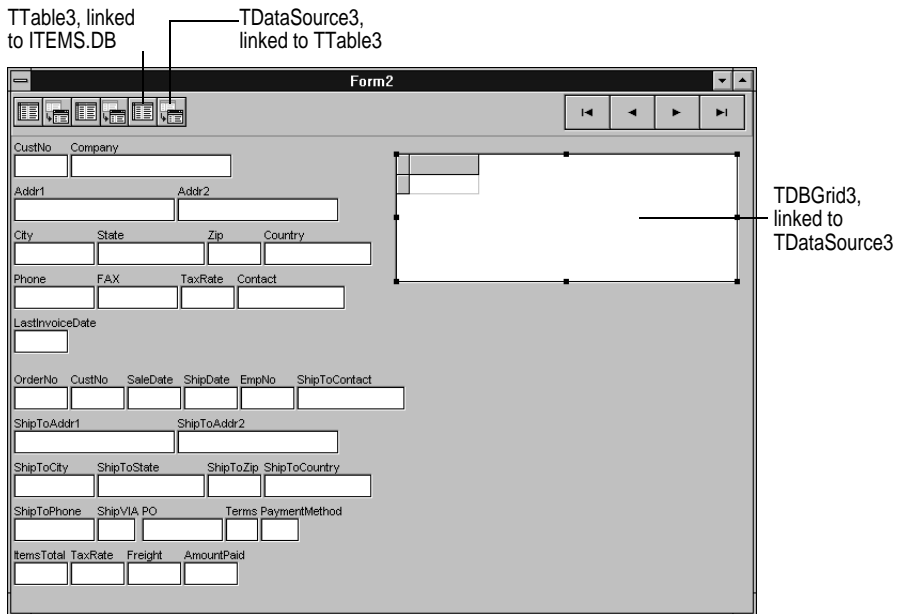 TTable3, linked
to ITEMS.DB
TDataSource3,
linked to TTable3
Form2
CustNo Company
Addr1 Addr2
City State Zip Country
Phone FAX TaxRate Contact
LastInvoiceDate
TDBGrid3,
linked to
TDataSource3
OrderNo CustNo SaleDate ShipDate EmpNo ShipToContact
ShipToAddr1 ShipToAddr2
ShipToCity ShipToState ShipToZip ShipToCountry
ShipToPhone ShipVIA PO Terms PaymentMethod
ItemsTotal TaxRate Freight AmountPaid